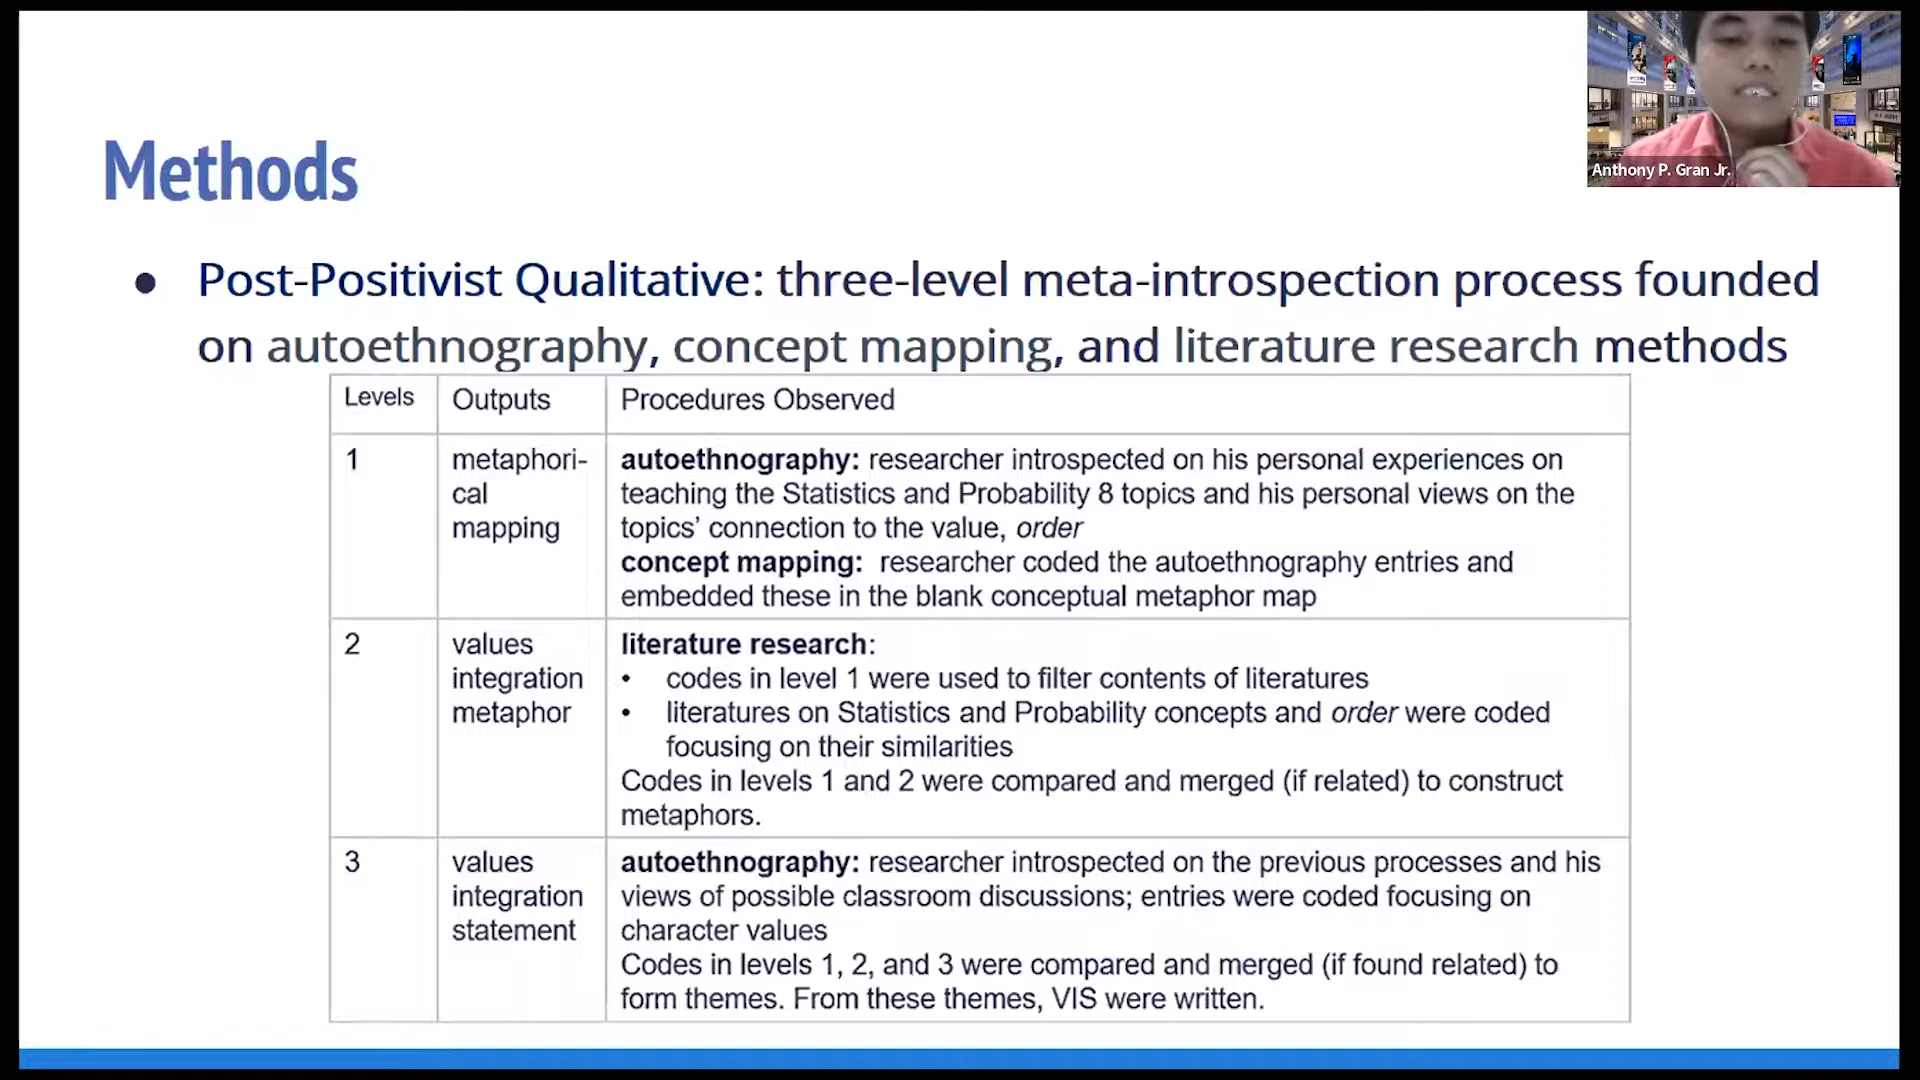 Anthony P. Gran Jr.
Methods
● Post-Positivist Qualitative: three-level meta-introspection process founded
on autoethnography, concept mapping, and literature research methods
Levels Outputs Procedures Observed
1 metaphori-
cal
mapping
autoethnography: researcher introspected on his personal experiences on
teaching the Statistics and Probability 8 topics and his personal views on the
topics’ connection to the value, order
concept mapping: researcher coded the autoethnography entries and
embedded these in the blank conceptual metaphor map
2 values
integration
metaphor
literature research:
• codes in level 1 were used to filter contents of literatures
• literatures on Statistics and Probability concepts and order were coded
focusing on their similarities
Codes in levels 1 and 2 were compared and merged (if related) to construct
metaphors.
3 values
integration
statement
autoethnography: researcher introspected on the previous processes and his
views of possible classroom discussions; entries were coded focusing on
character values
Codes in levels 1, 2, and 3 were compared and merged (if found related) to
form themes. From these themes, VIS were written.